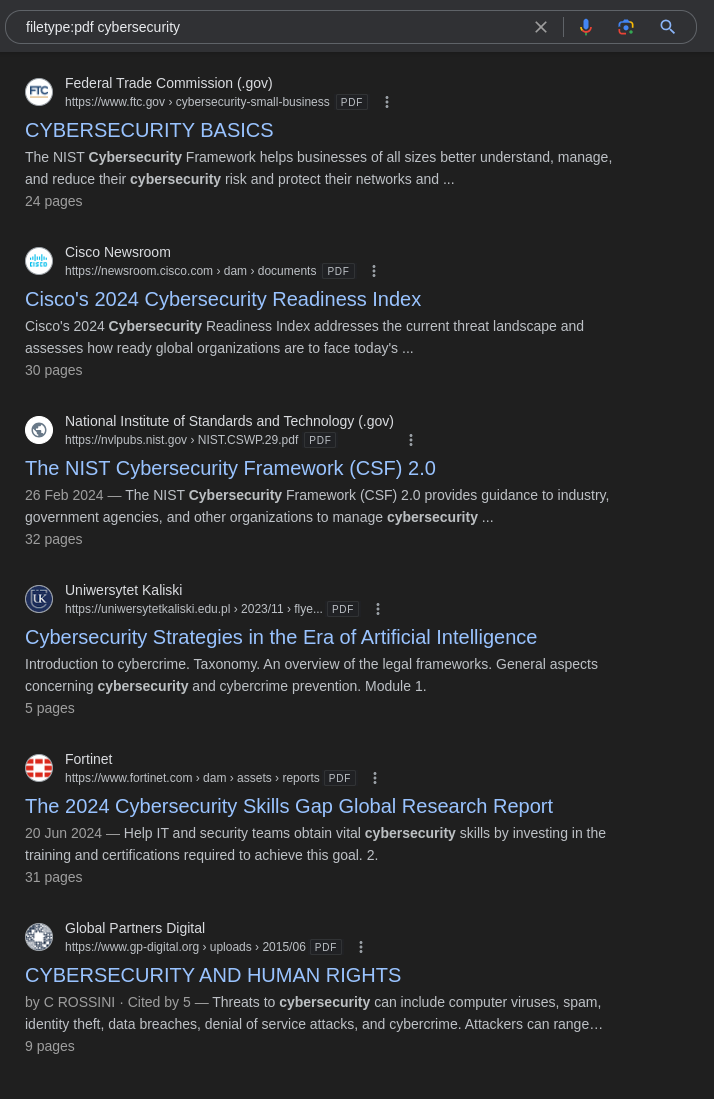 filetype:pdf cybersecurity
FTC
Federal Trade Commission (.gov)
https://www.ftc.gov › cybersecurity-small-business PDF
CYBERSECURITY BASICS
The NIST Cybersecurity Framework helps businesses of all sizes better understand, manage,
and reduce their cybersecurity risk and protect their networks and ...
24 pages
CISCO
Cisco Newsroom
https://newsroom.cisco.com › dam › documents PDF
Cisco's 2024 Cybersecurity Readiness Index
Cisco's 2024 Cybersecurity Readiness Index addresses the current threat landscape and
assesses how ready global organizations are to face today's ...
30 pages
National Institute of Standards and Technology (.gov)
https://nvlpubs.nist.gov › NIST.CSWP.29.pdf PDF
The NIST Cybersecurity Framework (CSF) 2.0
26 Feb 2024 — The NIST Cybersecurity Framework (CSF) 2.0 provides guidance to industry,
government agencies, and other organizations to manage cybersecurity ...
32 pages
UK
Uniwersytet Kaliski
https://uniwersytetkaliski.edu.pl › 2023/11 › flye... PDF
Cybersecurity Strategies in the Era of Artificial Intelligence
Introduction to cybercrime. Taxonomy. An overview of the legal frameworks. General aspects
concerning cybersecurity and cybercrime prevention. Module 1.
5 pages
Fortinet
https://www.fortinet.com › dam › assets › reports PDF
The 2024 Cybersecurity Skills Gap Global Research Report
20 Jun 2024 — Help IT and security teams obtain vital cybersecurity skills by investing in the
training and certifications required to achieve this goal. 2.
31 pages
Global Partners Digital
https://www.gp-digital.org › uploads › 2015/06 PDF
CYBERSECURITY AND HUMAN RIGHTS
by C ROSSINI · Cited by 5 — Threats to cybersecurity can include computer viruses, spam,
identity theft, data breaches, denial of service attacks, and cybercrime. Attackers can range…
9 pages